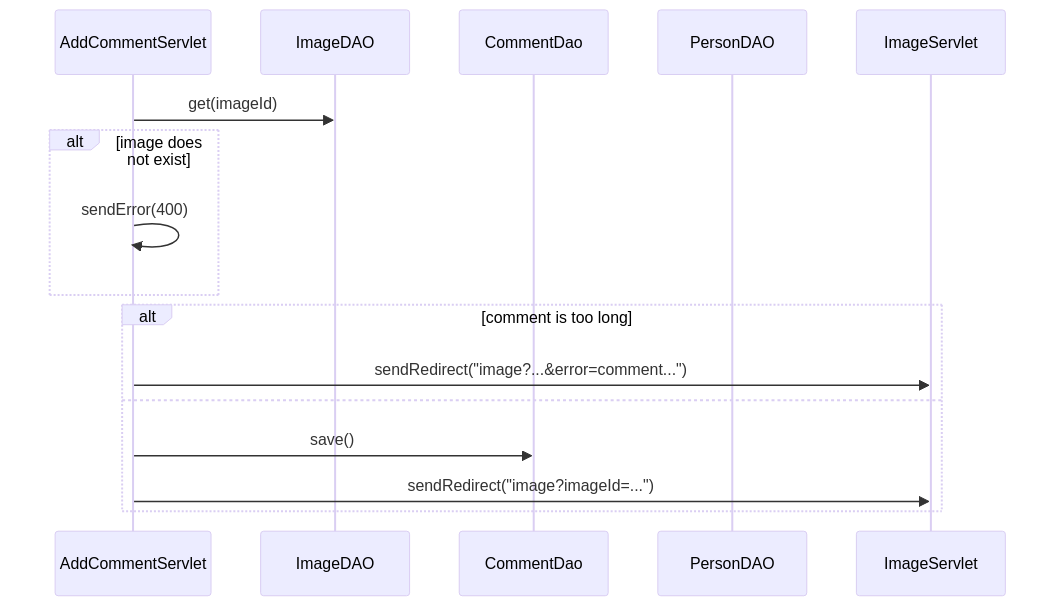 AddCommentServlet
ImageDAO
CommentDao
PersonDAO
ImageServlet
get(imageId)
alt
[image does
not exist]
sendError(400)
alt
[comment is too long]
sendRedirect("image?...&error=comment...")
save()
sendRedirect("image?imageId=...")
AddCommentServlet
ImageDAO
CommentDao
PersonDAO
ImageServlet